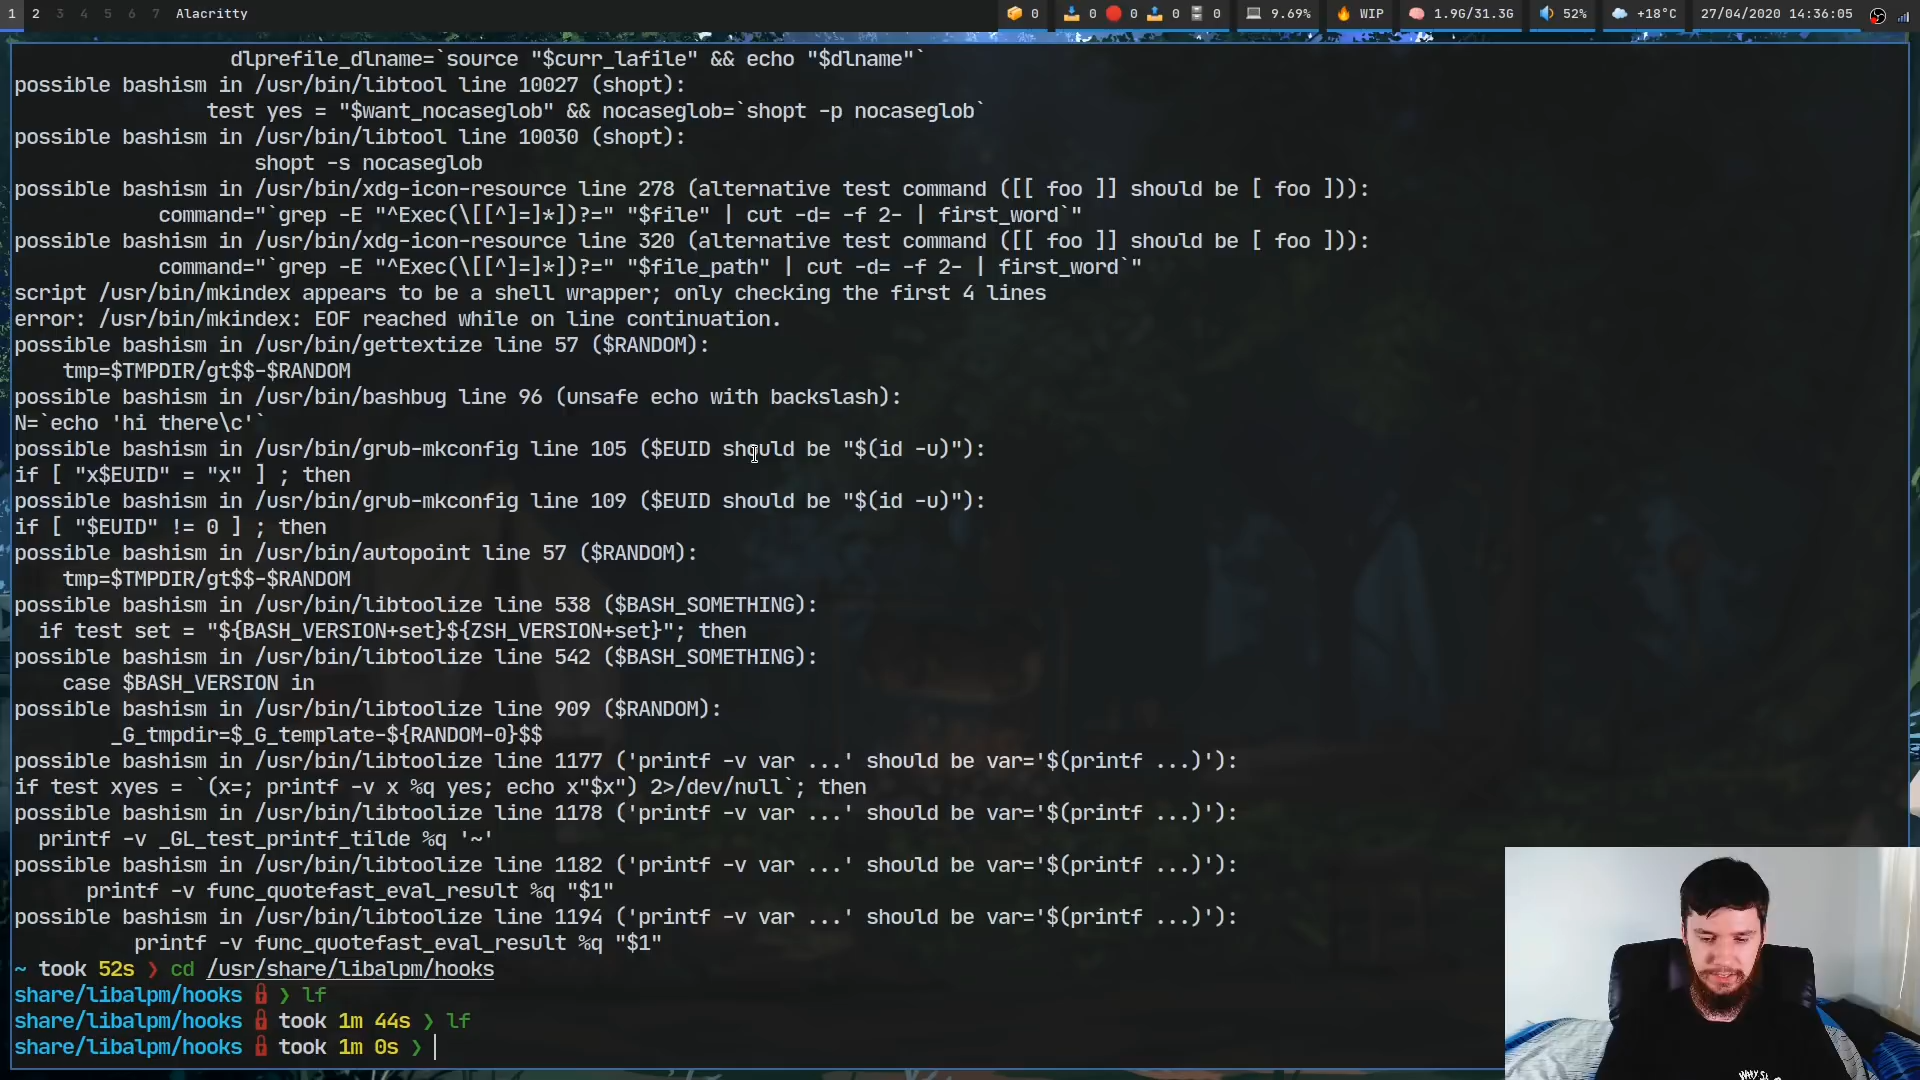 1 2 3 4 5 6 7 Alacritty 0 0 0 0 0 9.69% WIP 1.9G/31.3G 52% +18°C 27/04/2020 14:36:05
dlprefile_dlname=`source "$curr_lafile" && echo "$dlname"`
possible bashism in /usr/bin/libtool line 10027 (shopt):
test yes = "$want_nocaseglob" && nocaseglob=`shopt -p nocaseglob`
possible bashism in /usr/bin/libtool line 10030 (shopt):
shopt -s nocaseglob
possible bashism in /usr/bin/xdg-icon-resource line 278 (alternative test command ([[ foo ]] should be [ foo ])):
command="`grep -E "^Exec(\[[^]=]*])?=" "$file" | cut -d= -f 2- | first_word`"
possible bashism in /usr/bin/xdg-icon-resource line 320 (alternative test command ([[ foo ]] should be [ foo ])):
command="`grep -E "^Exec(\[[^]=]*])?=" "$file_path" | cut -d= -f 2- | first_word`"
script /usr/bin/mkindex appears to be a shell wrapper; only checking the first 4 lines
error: /usr/bin/mkindex: EOF reached while on line continuation.
possible bashism in /usr/bin/gettextize line 57 ($RANDOM):
tmp=$TMPDIR/gt$$-$RANDOM
possible bashism in /usr/bin/bashbug line 96 (unsafe echo with backslash):
N=`echo 'hi there\c'`
possible bashism in /usr/bin/grub-mkconfig line 105 ($EUID should be "$(id -u)"):
if [ "x$EUID" = "x" ] ; then
possible bashism in /usr/bin/grub-mkconfig line 109 ($EUID should be "$(id -u)"):
if [ "$EUID" != 0 ] ; then
possible bashism in /usr/bin/autopoint line 57 ($RANDOM):
tmp=$TMPDIR/gt$$-$RANDOM
possible bashism in /usr/bin/libtoolize line 538 ($BASH_SOMETHING):
if test set = "${BASH_VERSION+set}${ZSH_VERSION+set}"; then
possible bashism in /usr/bin/libtoolize line 542 ($BASH_SOMETHING):
case $BASH_VERSION in
possible bashism in /usr/bin/libtoolize line 909 ($RANDOM):
_G_tmpdir=$_G_template-${RANDOM-0}$$
possible bashism in /usr/bin/libtoolize line 1177 ('printf -v var ...' should be var='$(printf ...)'):
if test xyes = `(x=; printf -v x %q yes; echo x"$x") 2>/dev/null`; then
possible bashism in /usr/bin/libtoolize line 1178 ('printf -v var ...' should be var='$(printf ...)'):
printf -v _GL_test_printf_tilde %q '~'
possible bashism in /usr/bin/libtoolize line 1182 ('printf -v var ...' should be var='$(printf ...)'):
printf -v func_quotefast_eval_result %q "$1"
possible bashism in /usr/bin/libtoolize line 1194 ('printf -v var ...' should be var='$(printf ...)'):
printf -v func_quotefast_eval_result %q "$1"
~ took 52s ❯ cd /usr/share/libalpm/hooks
share/libalpm/hooks ❯ lf
share/libalpm/hooks took 1m 44s ❯ lf
share/libalpm/hooks took 1m 0s ❯